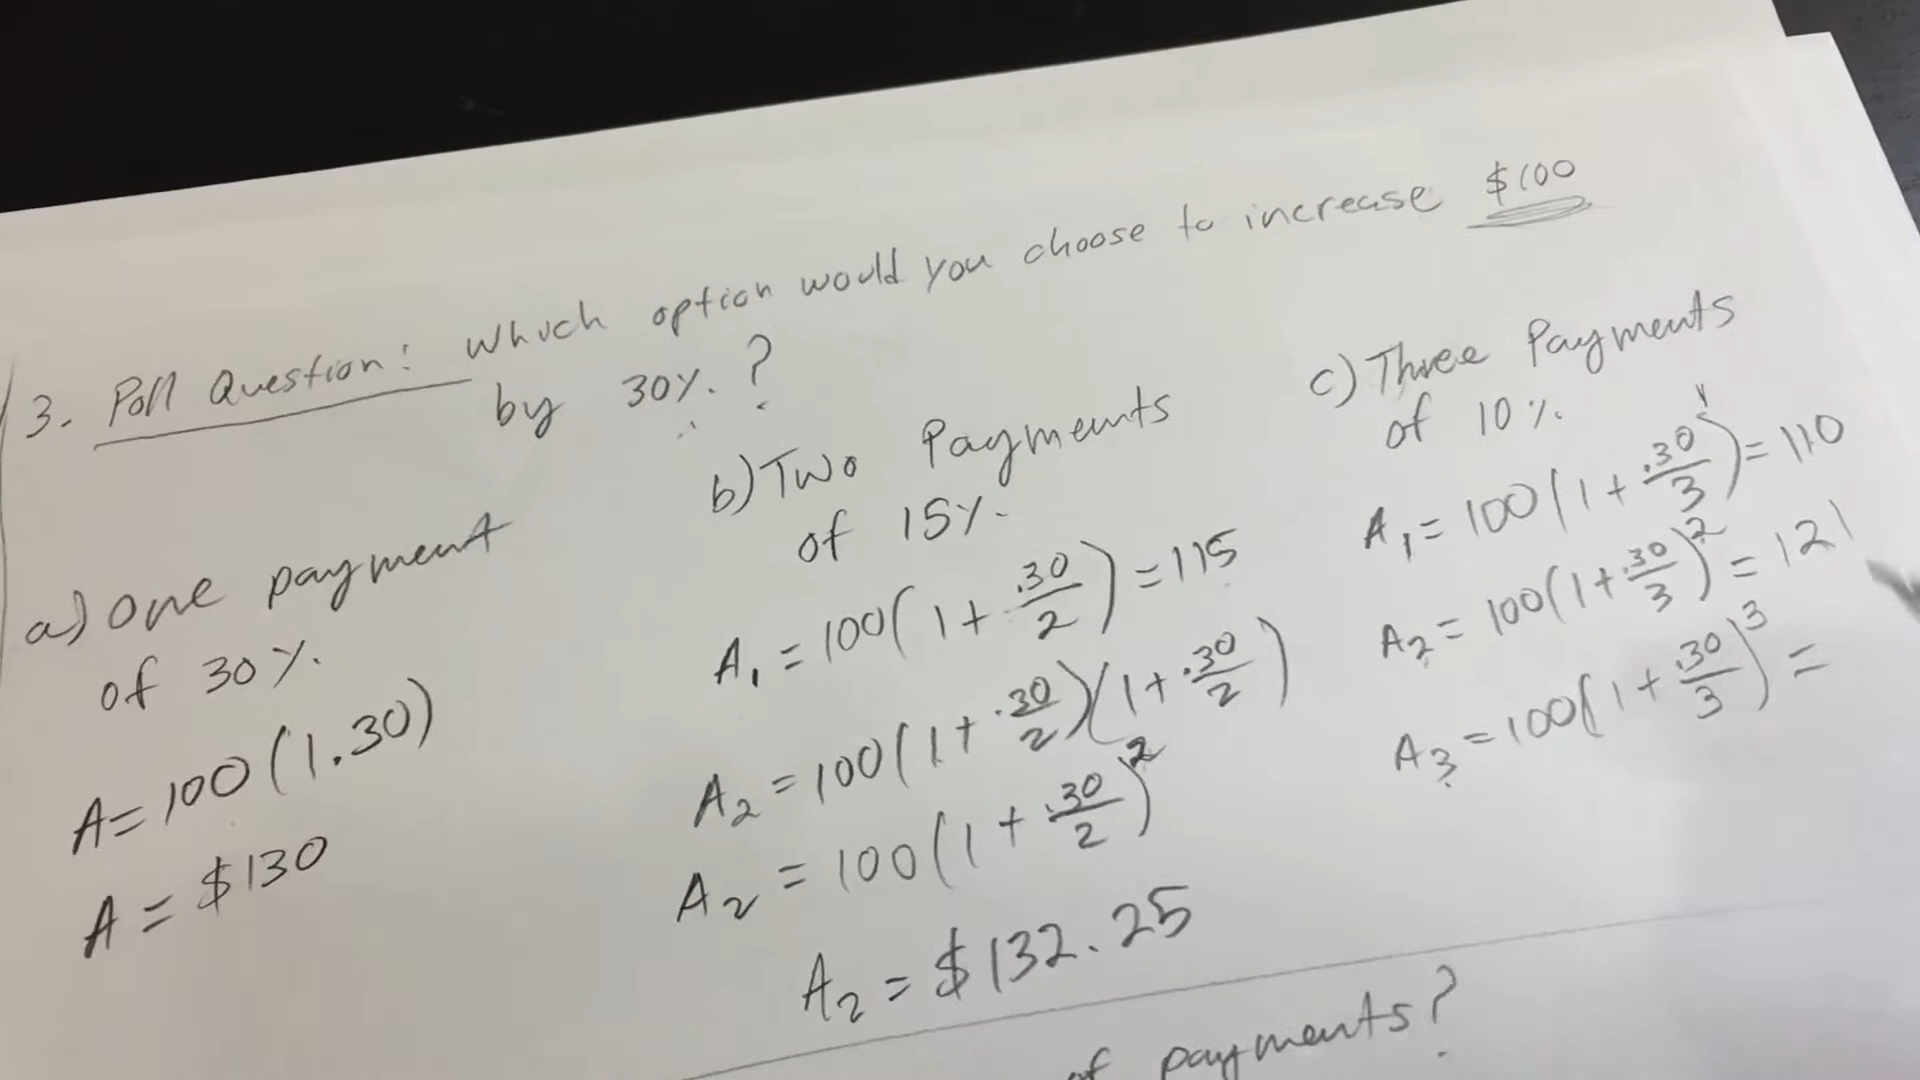 3. Poll Question: Which option would you choose to increase $100
by 30%?
a) One payment
of 30%.
A = 100(1.30)
A = $130
b) Two Payments
of 15%.
A₁ = 100(1 + .30/2) = 115
A₂ = 100(1 + .30/2)(1 + .30/2)
A₂ = 100(1 + .30/2)²
A₂ = $132.25
c) Three Payments
of 10%.
A₁ = 100(1 + .30/3)¹ = 110
A₂ = 100(1 + .30/3)² = 121
A₃ = 100(1 + .30/3)³ =
of payments?